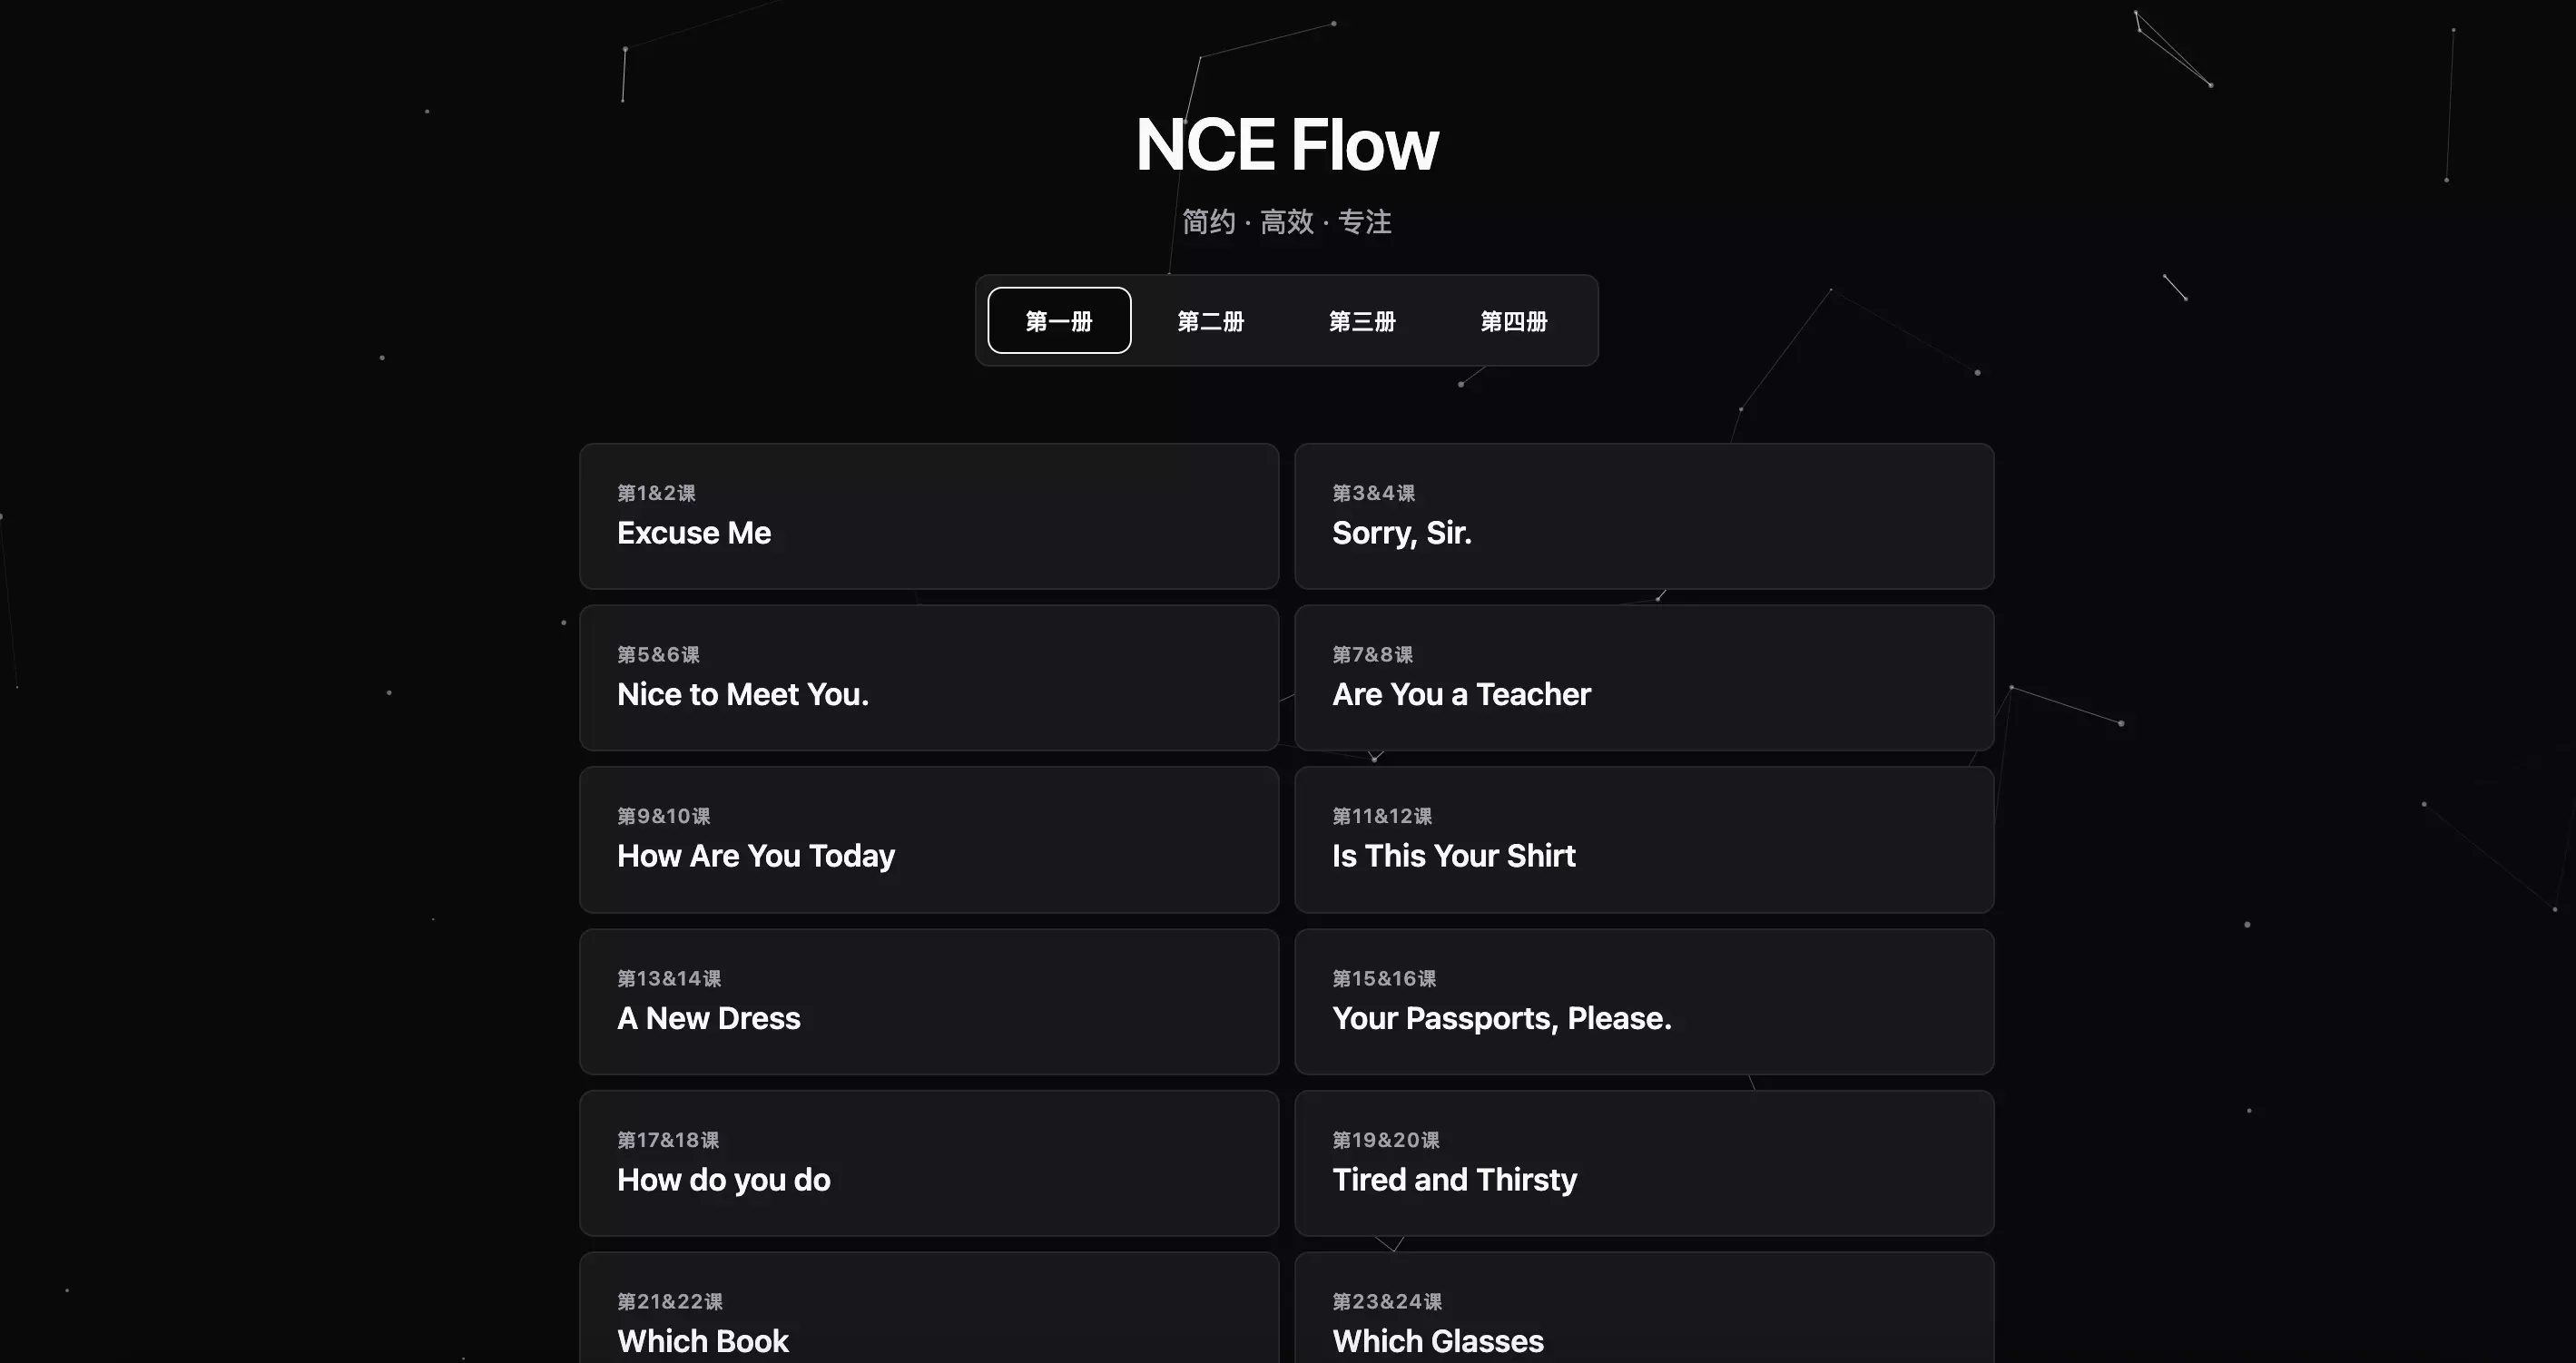 NCE Flow
简约 · 高效 · 专注
第一册 第二册 第三册 第四册
第1&2课
Excuse Me
第3&4课
Sorry, Sir.
第5&6课
Nice to Meet You.
第7&8课
Are You a Teacher
第9&10课
How Are You Today
第11&12课
Is This Your Shirt
第13&14课
A New Dress
第15&16课
Your Passports, Please.
第17&18课
How do you do
第19&20课
Tired and Thirsty
第21&22课
Which Book
第23&24课
Which Glasses